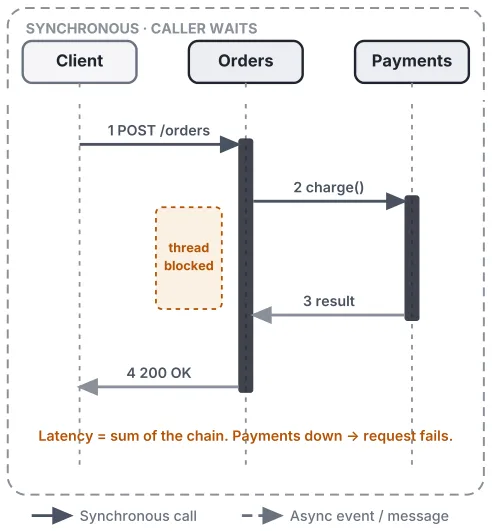 SYNCHRONOUS · CALLER WAITS
Client
Orders
Payments
1 POST /orders
2 charge()
thread
blocked
3 result
4 200 OK
Latency = sum of the chain. Payments down → request fails.
Synchronous call
Async event / message